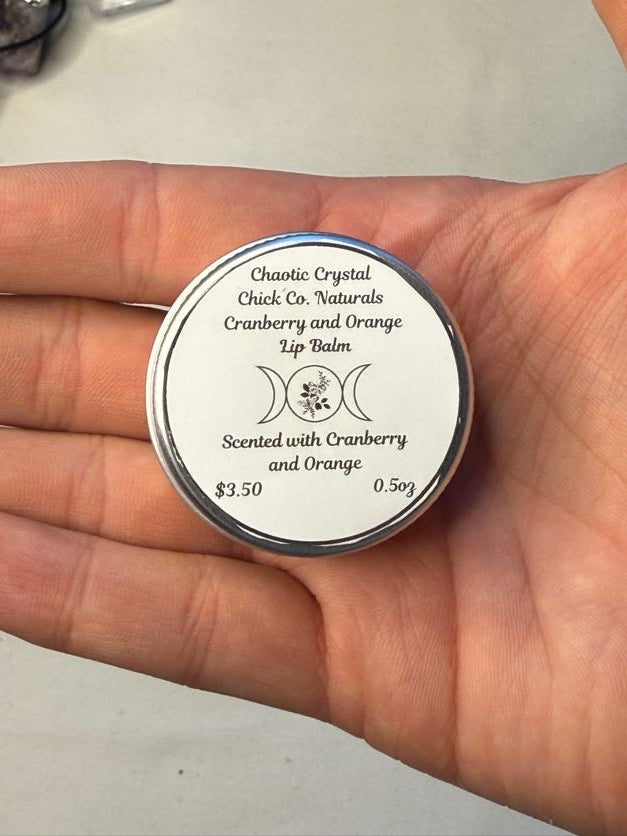 Chaotic Crystal
Chick Co. Naturals
Cranberry and Orange
Lip Balm
Scented with Cranberry
and Orange
$3.50 0.5oz